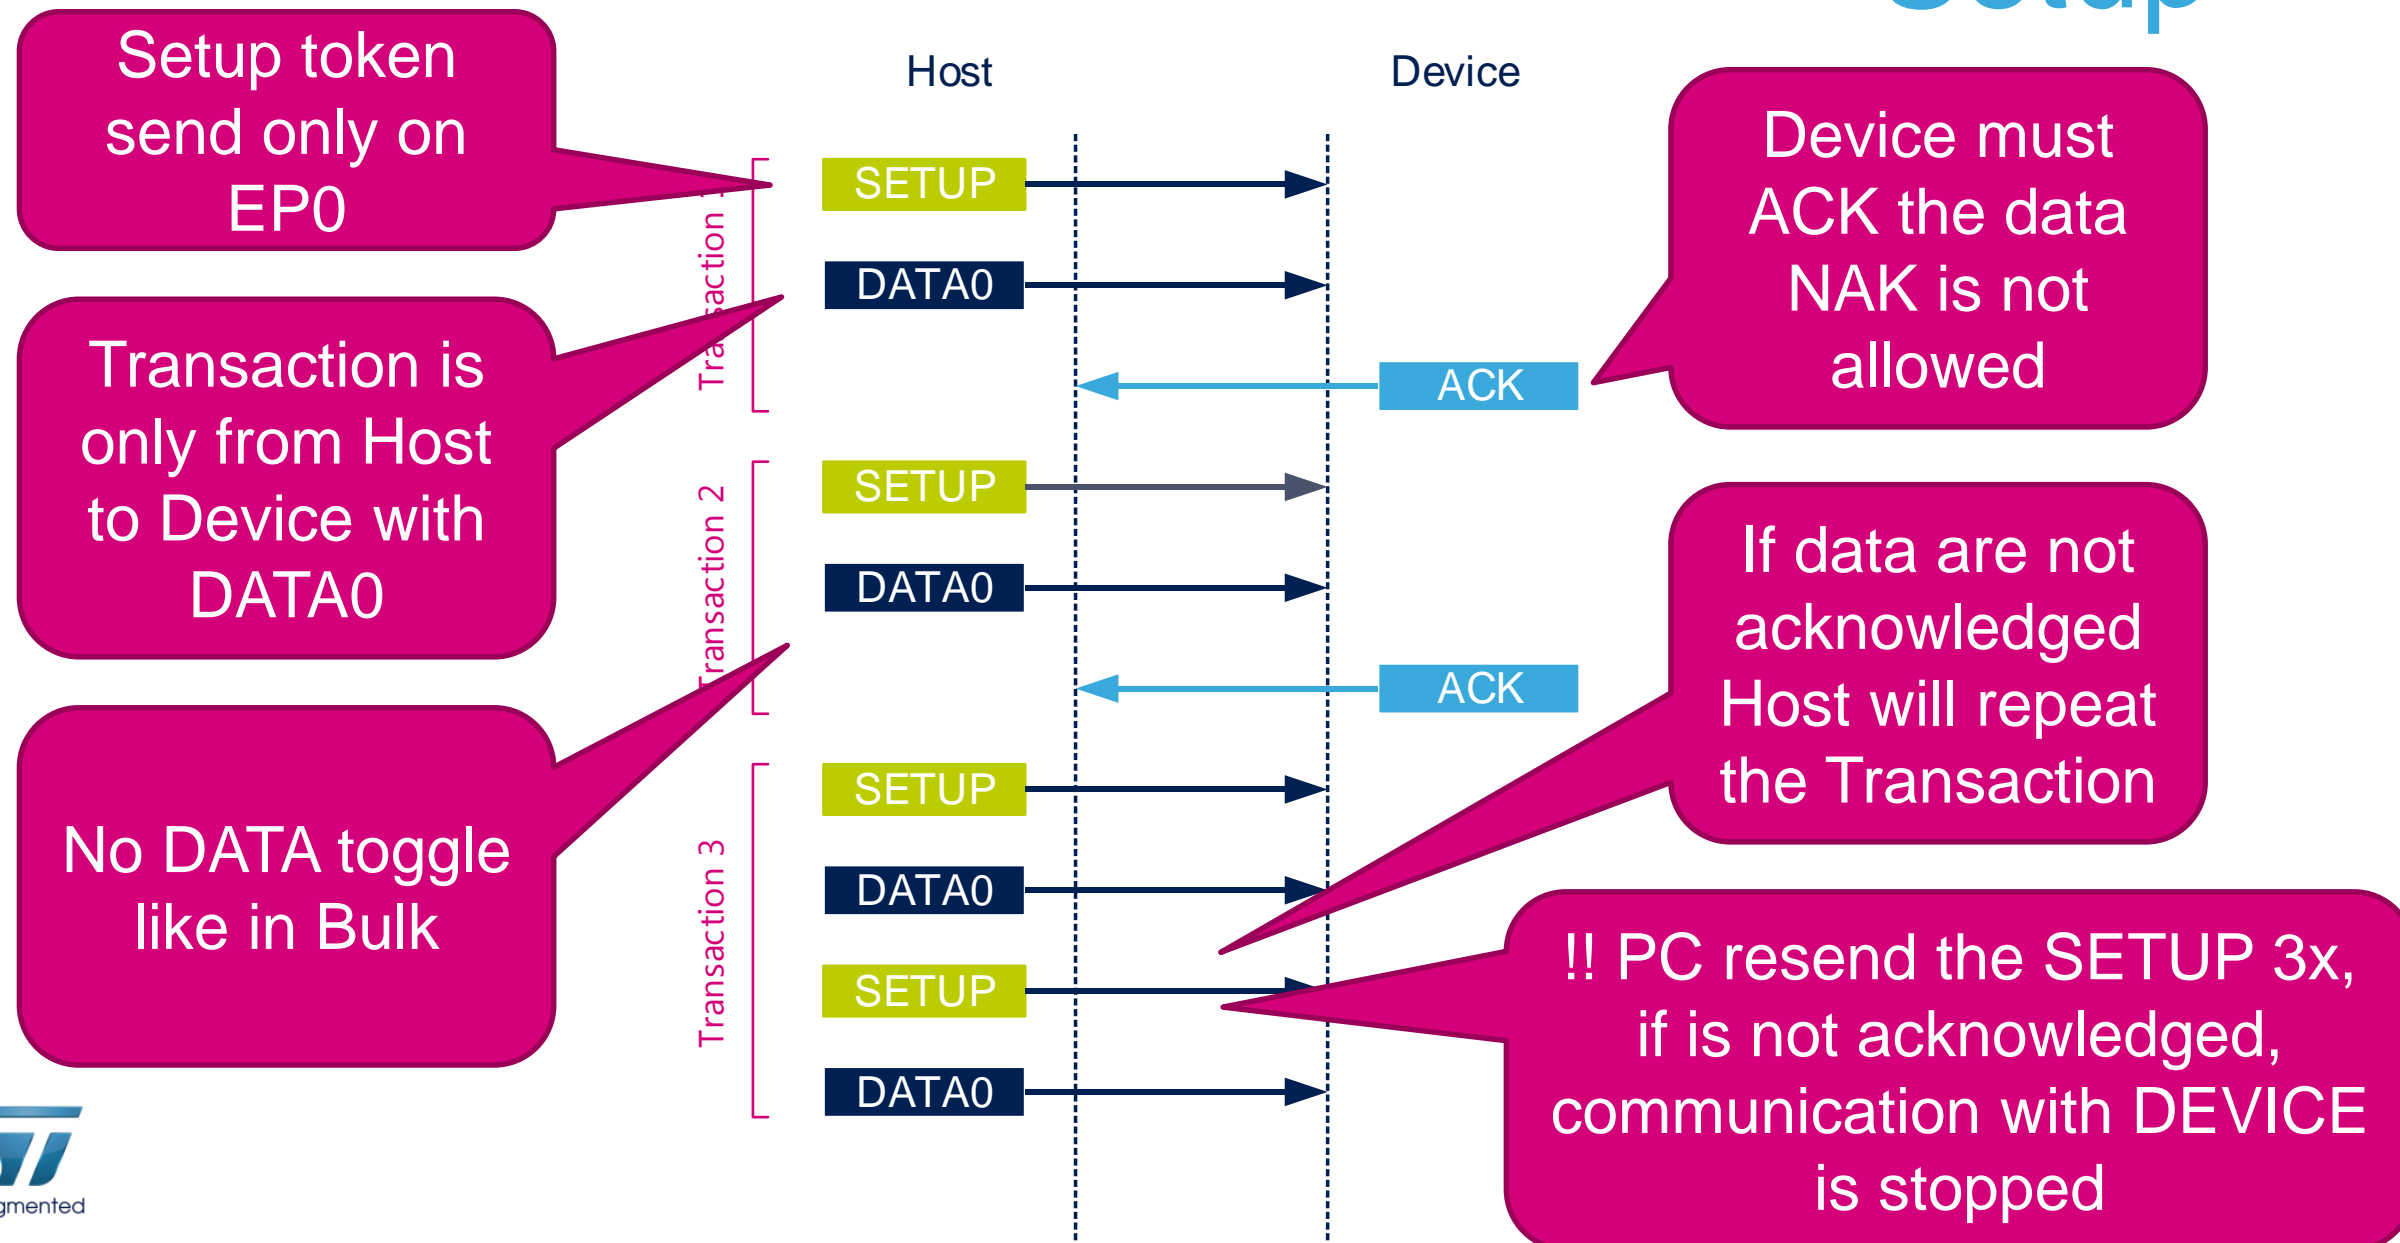 Setup
Host
Device
Setup token
send only on
EP0
Transaction is
only from Host
to Device with
DATA0
No DATA toggle
like in Bulk
Transaction
SETUP
DATA0
ACK
Transaction 2
SETUP
DATA0
ACK
Transaction 3
SETUP
DATA0
SETUP
DATA0
Device must
ACK the data
NAK is not
allowed
If data are not
acknowledged
Host will repeat
the Transaction
!! PC resend the SETUP 3x,
if is not acknowledged,
communication with DEVICE
is stopped